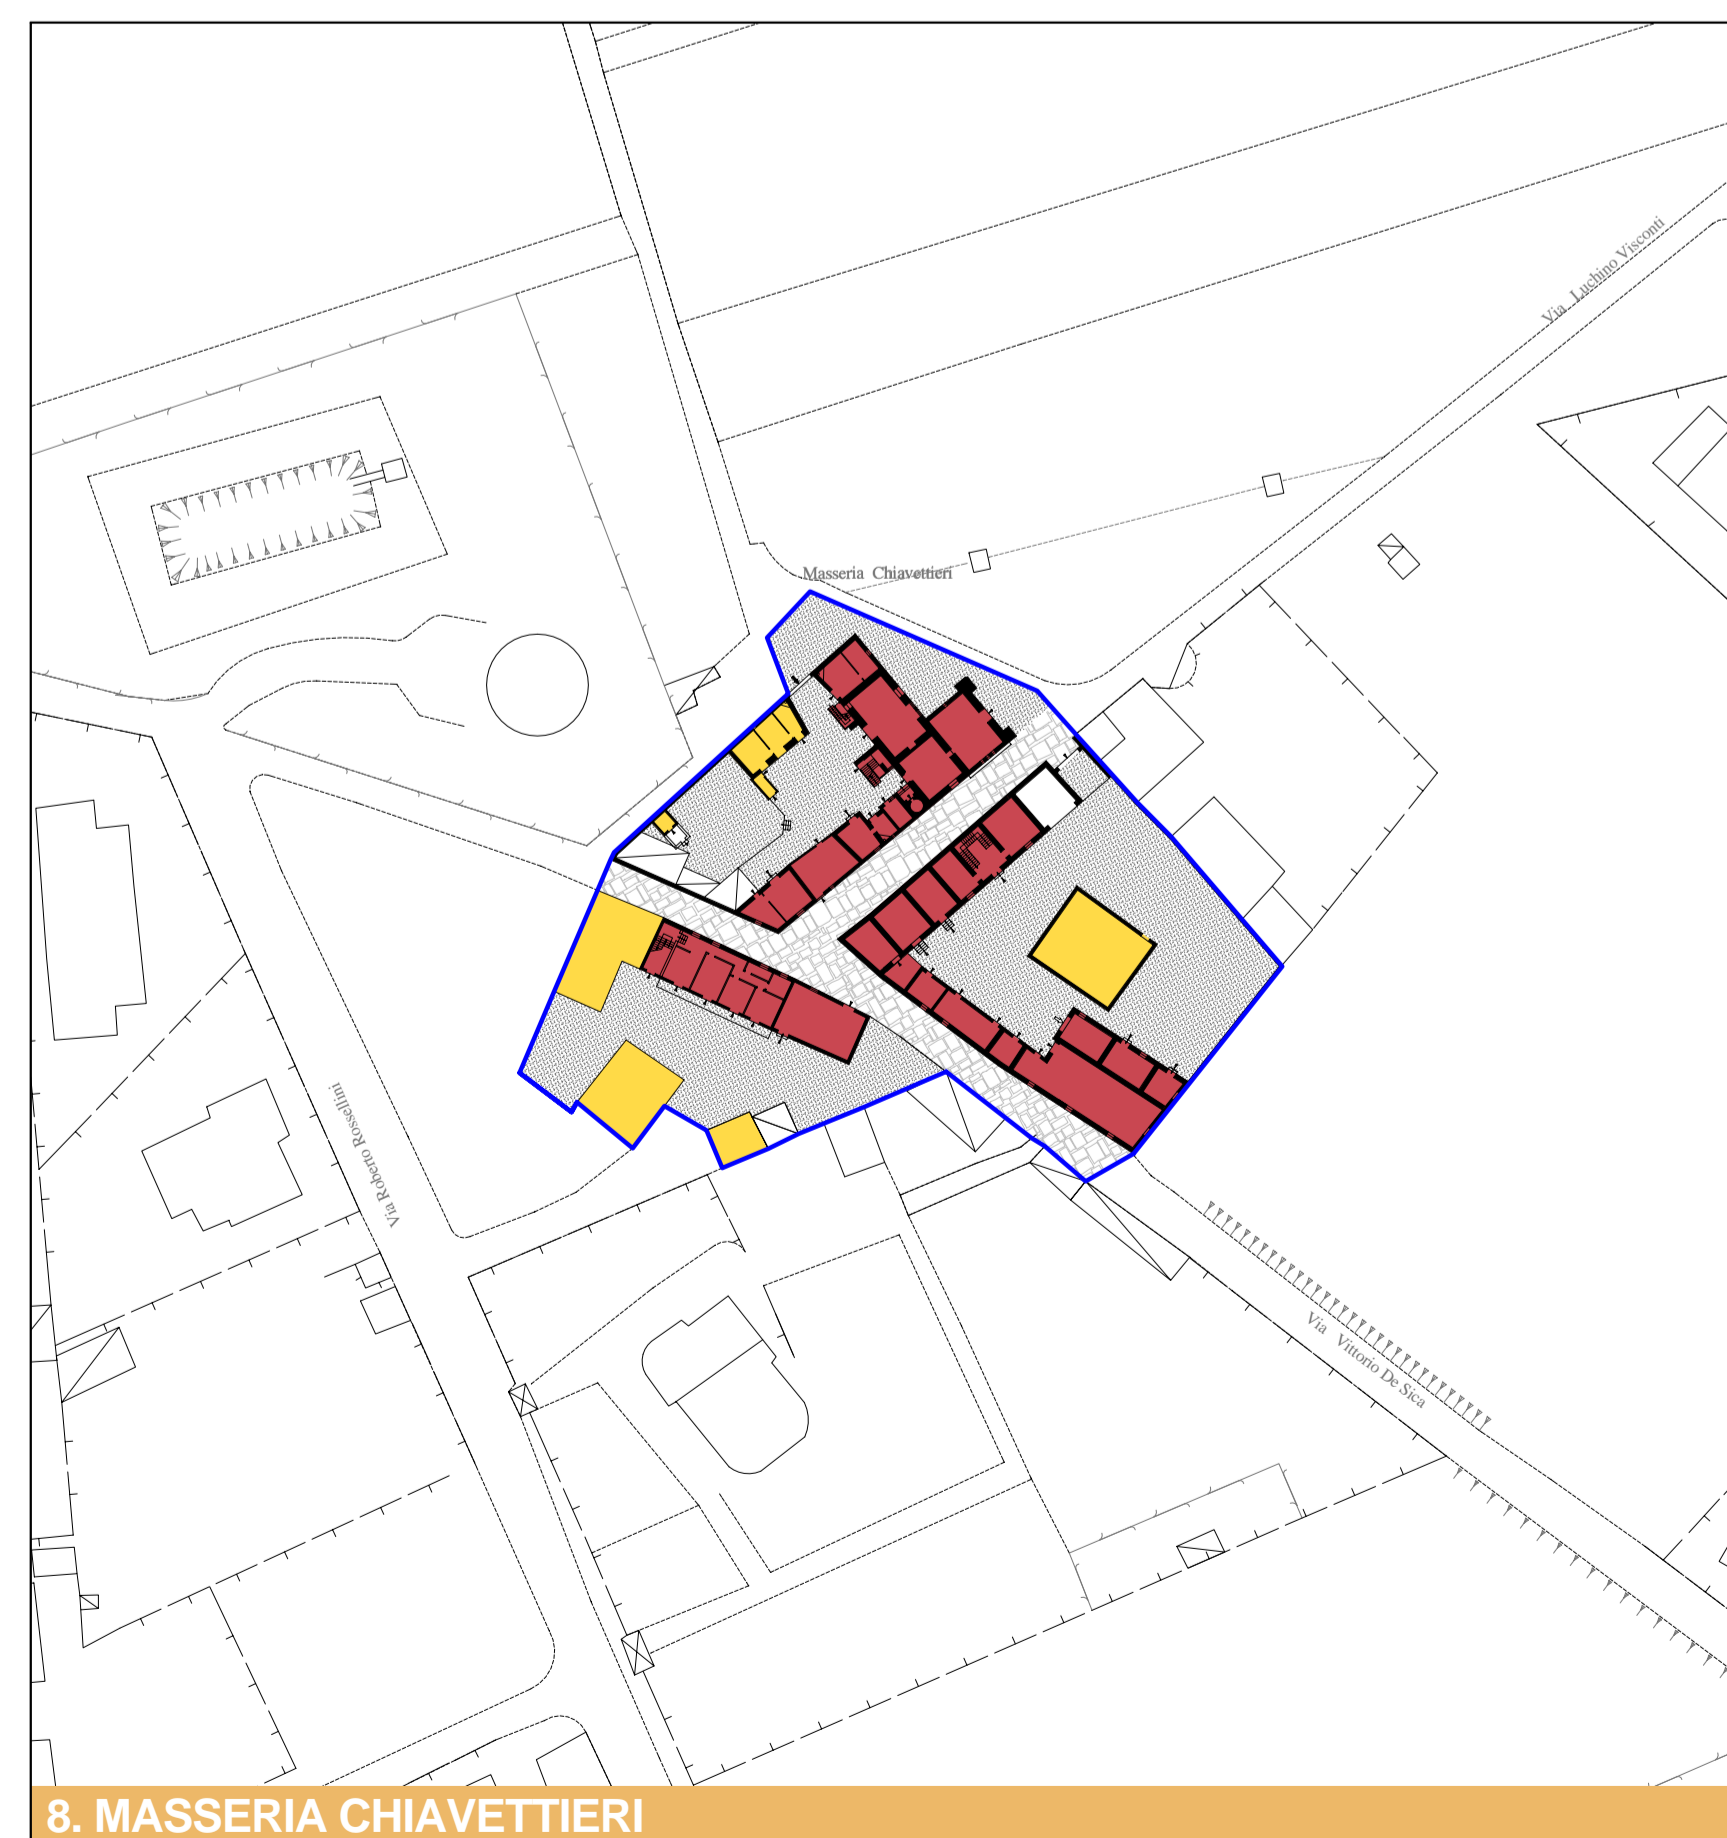 Via Luchino Visconti
Masseria Chiavettieri
Via Roberto Rossellini
Via Vittorio De Sica
8. MASSERIA CHIAVETTIERI